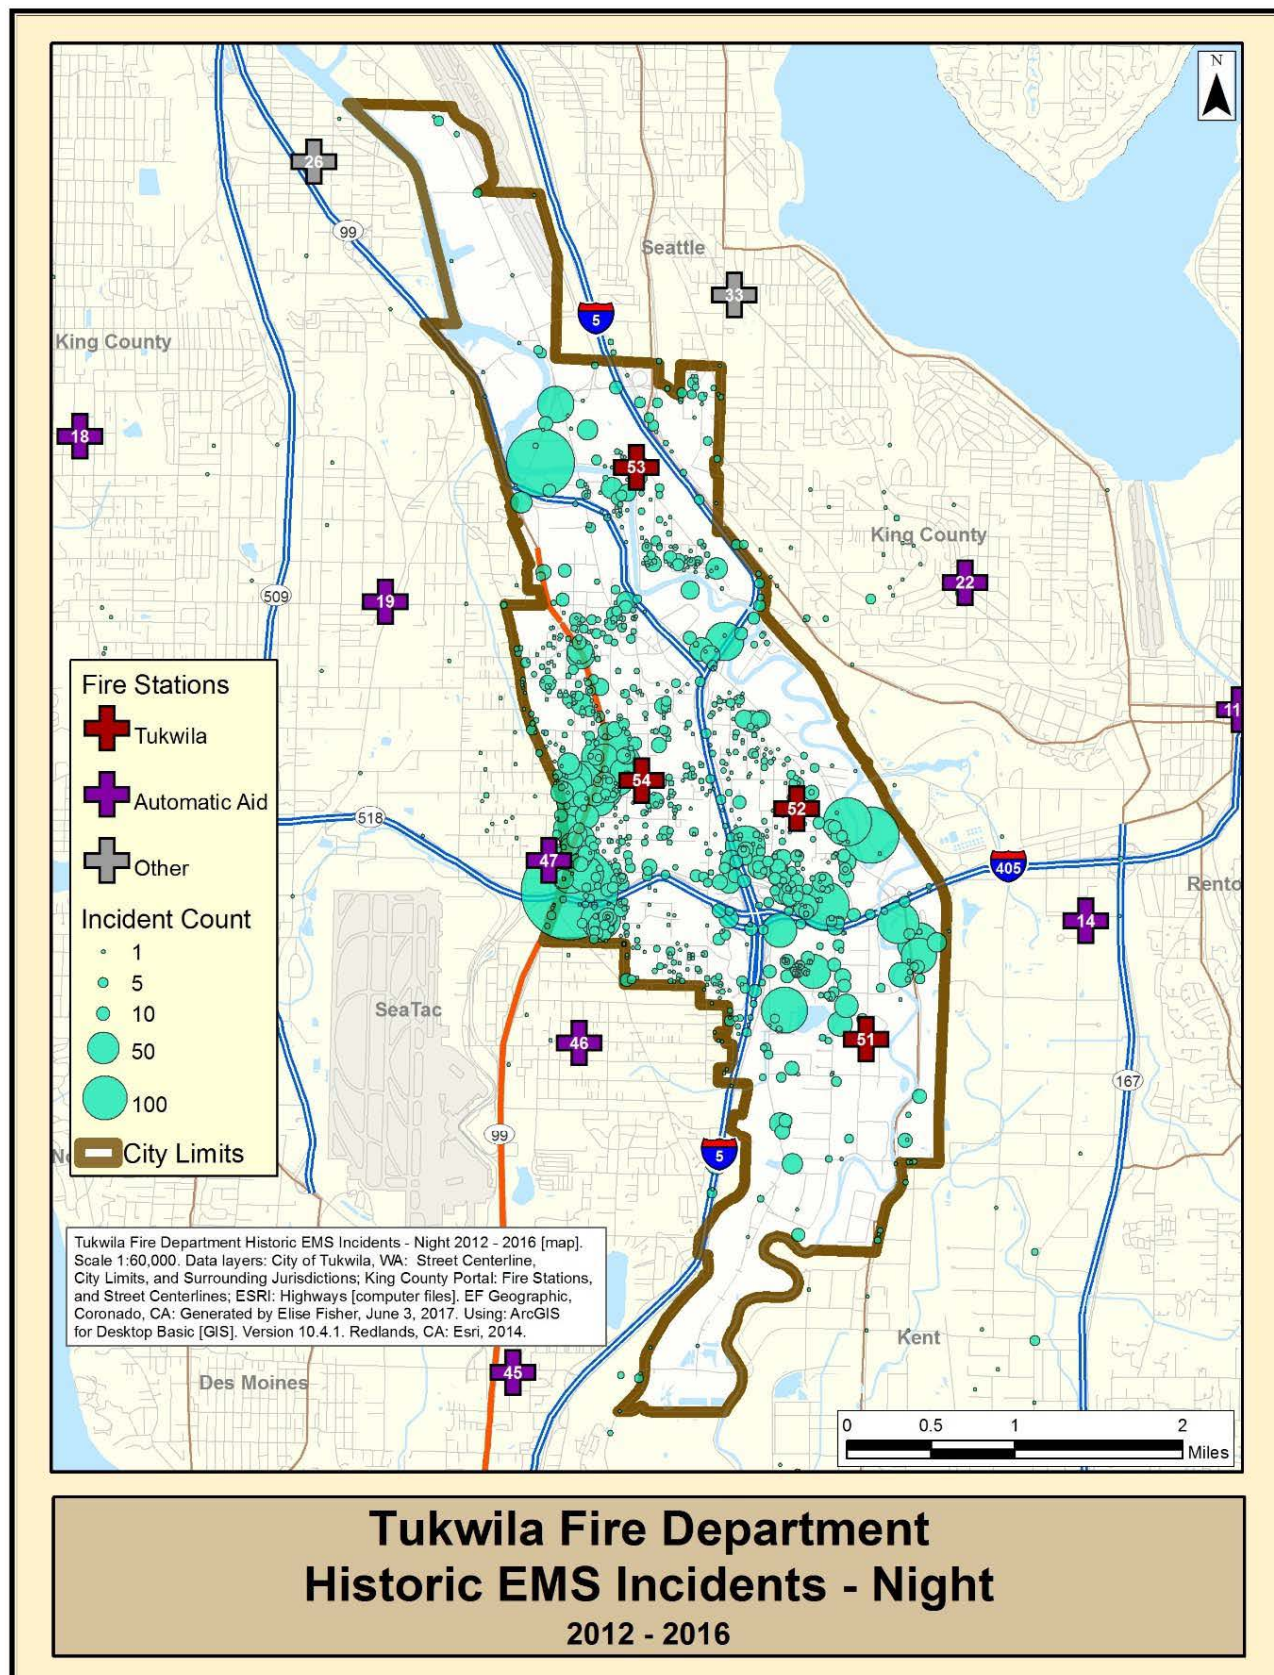 N
26
99
Seattle
33
5
King County
18
53
King County
22
19
509
11
Fire Stations
Tukwila
Automatic Aid
Other
Incident Count
1
5
10
50
100
City Limits
54
52
518
47
405
Rento
14
SeaTac
46
51
167
99
5
Tukwila Fire Department Historic EMS Incidents - Night 2012 - 2016 [map].
Scale 1:60,000. Data layers: City of Tukwila, WA: Street Centerline,
City Limits, and Surrounding Jurisdictions; King County Portal: Fire Stations,
and Street Centerlines; ESRI: Highways [computer files]. EF Geographic,
Coronado, CA: Generated by Elise Fisher, June 3, 2017. Using: ArcGIS
for Desktop Basic [GIS]. Version 10.4.1. Redlands, CA: Esri, 2014.
Kent
45
Des Moines
0 0.5 1 2
Miles
Tukwila Fire Department
Historic EMS Incidents - Night
2012 - 2016